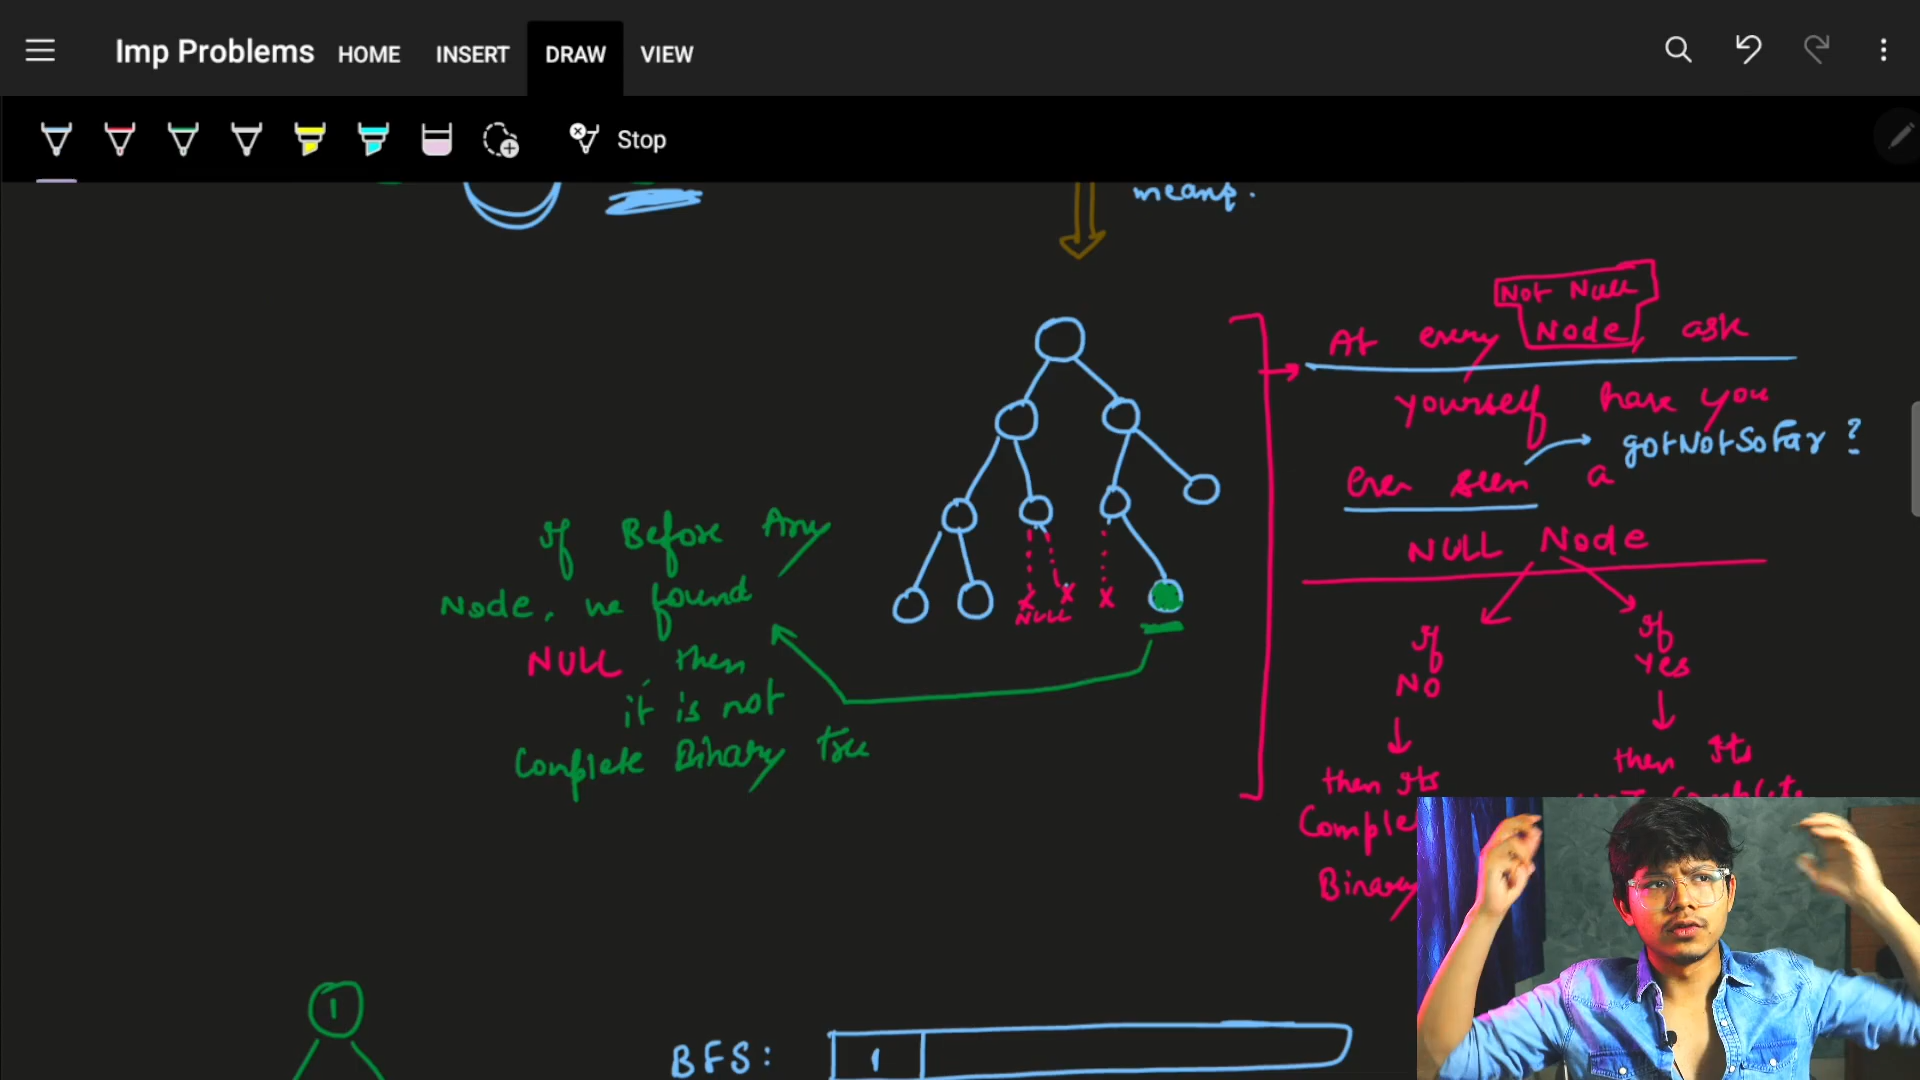 Imp Problems HOME INSERT DRAW VIEW
Stop
means.
Not Null
At every Node, ask
yourself have you
gotNotSoFar ?
Ever seen a
NULL Node
If Before Any
Node, we found
NULL, then
it is not
Complete Binary Tree
NULL
If
NO
If
Yes
then Its
Comple
Binary
then Its
1
BFS: 1